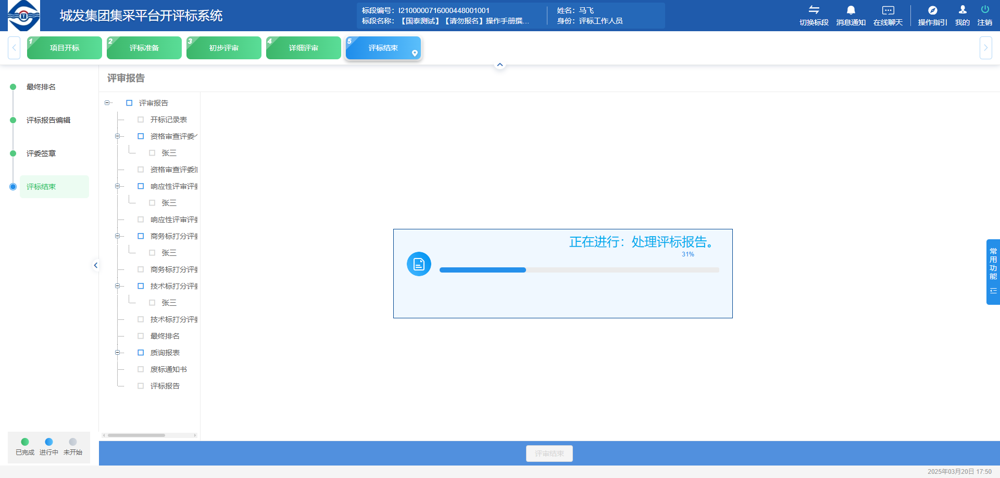 城发集团集采平台开评标系统
标段编号：I2100000716000448001001
标段名称：【国泰测试】【请勿报名】操作手册撰...
姓名：马飞
身份：评标工作人员
切换标段
消息通知
在线聊天
操作指引
我的
注销
1 项目开标
2 评标准备
3 初步评审
4 详细评审
5 评标结束
最终排名
评标报告编辑
评委签章
评标结束
评审报告
评审报告
开标记录表
资格审查评委
张三
资格审查评委
响应性评审评
张三
响应性评审评
商务标打分评
张三
商务标打分评
技术标打分评
张三
技术标打分评
最终排名
质询报表
废标通知书
评标报告
正在进行：处理评标报告。
31%
常用功能
已完成
进行中
未开始
评审结束
2025年03月20日 17:50